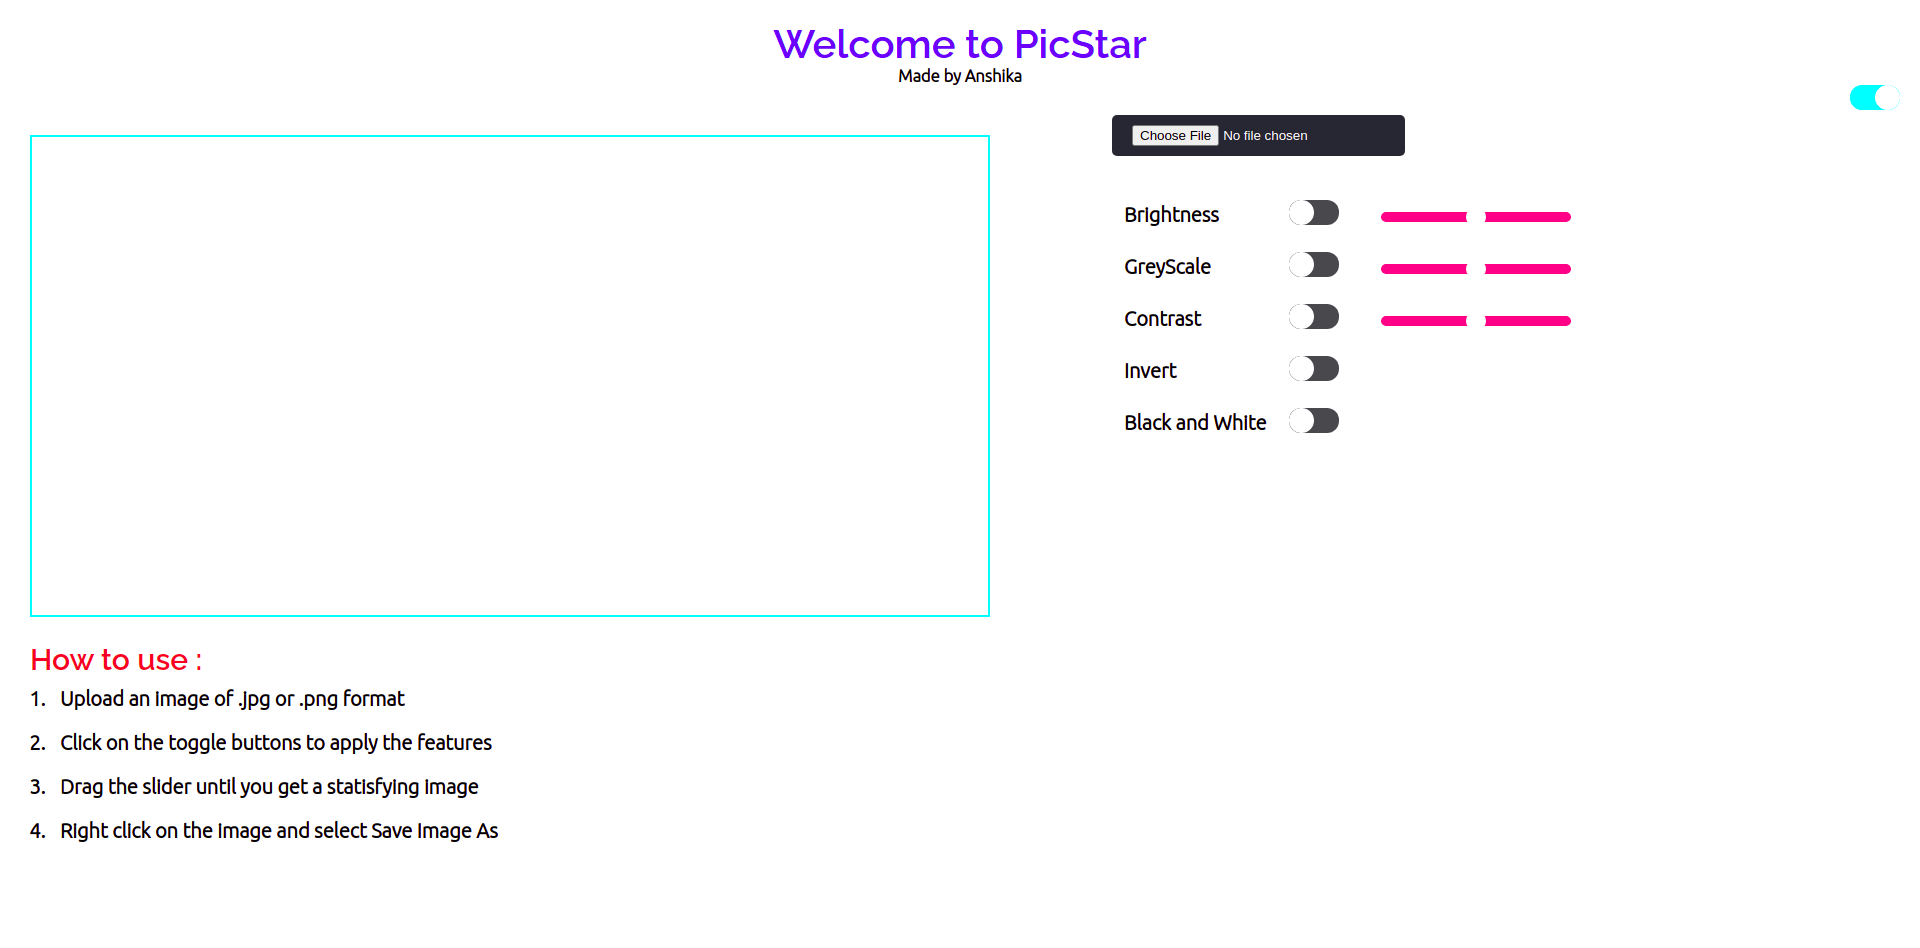 Welcome to PicStar
Made by Anshika
Choose File No file chosen
Brightness
GreyScale
Contrast
Invert
Black and White
How to use :
1. Upload an image of .jpg or .png format
2. Click on the toggle buttons to apply the features
3. Drag the slider until you get a statisfying image
4. Right click on the image and select Save Image As